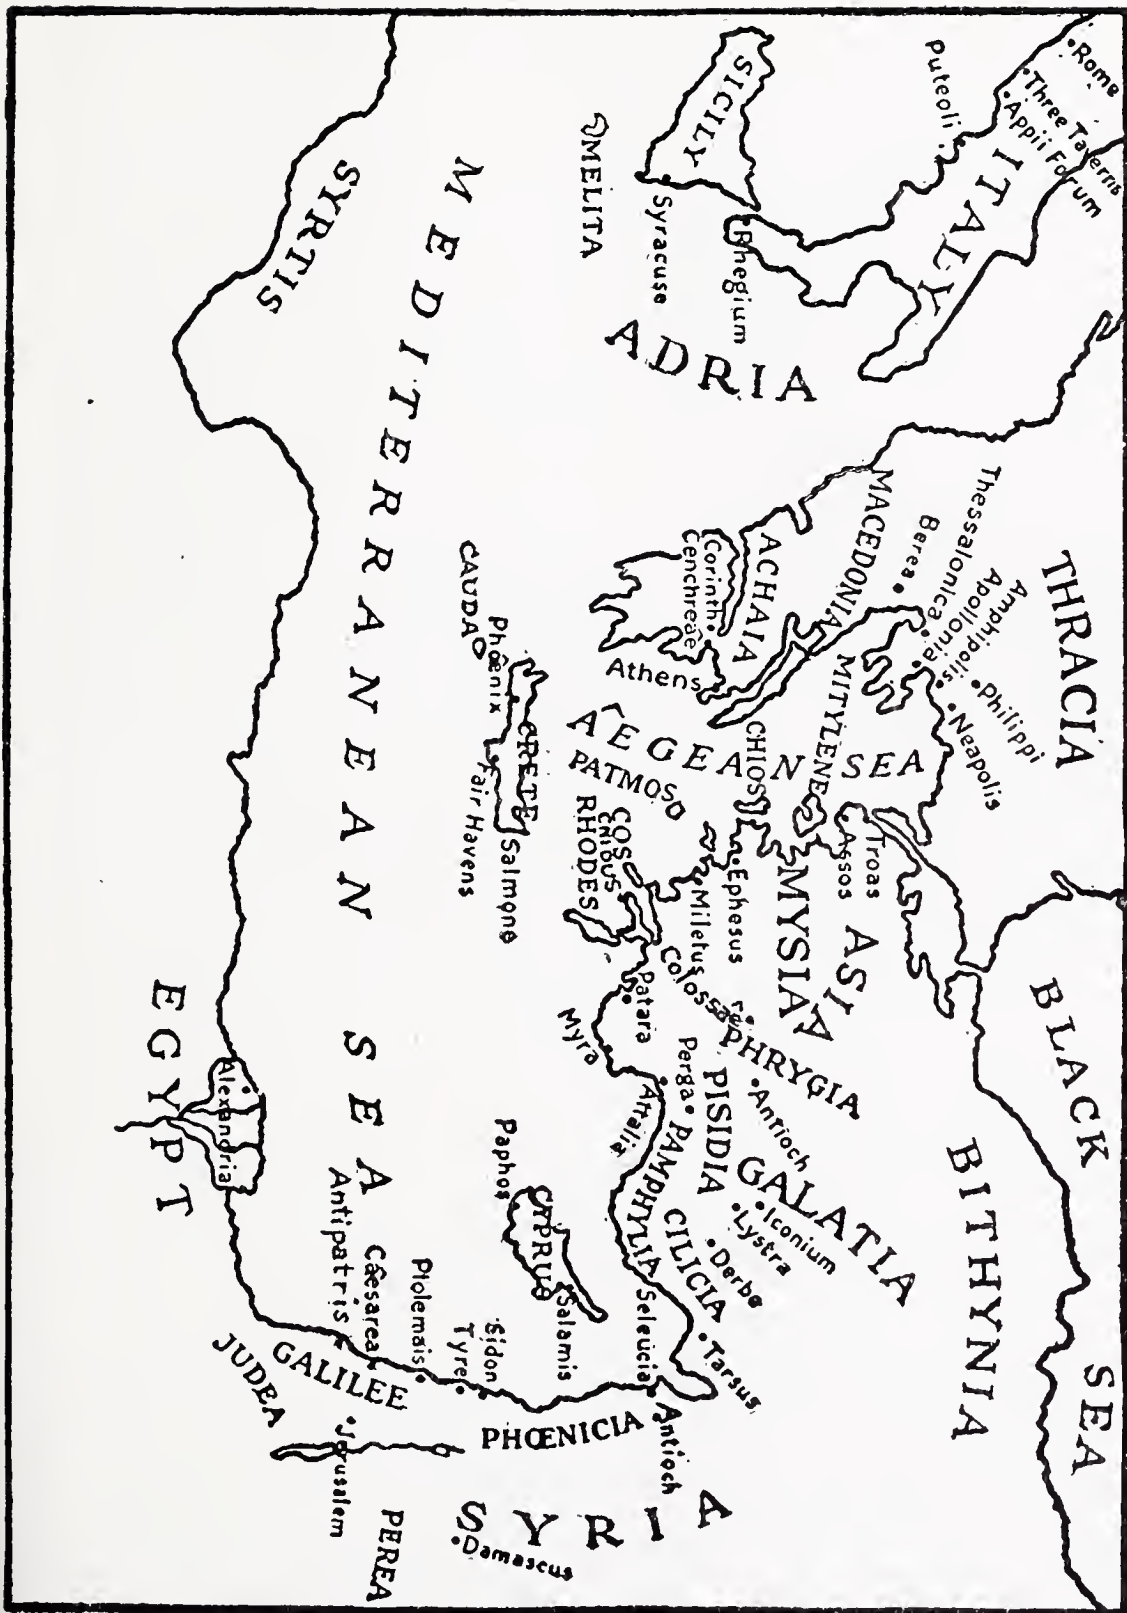 Rome
Three Taverns
Appii Forum
Puteoli
ITALY
SICILY
Rhegium
Syracuse
MELITA
ADRIA
SYRTIS
MEDITERRANEAN SEA
THRACIA
MACEDONIA
Thessalonica
Berea
Apollonia
Amphipolis
Philippi
Neapolis
ACHAIA
Corinth
Cenchreae
Athens
ÆGEAN SEA
MITYLENE
CHIOS
PATMOS
COS
CNIDUS
RHODES
CAUDA
Phœnix
CRETE
Fair Havens
Salmone
BLACK SEA
BITHYNIA
ASIA
MYSIA
Troas
Assos
Ephesus
Miletus
Colossae
PHRYGIA
Patara
Myra
Perga
Attalia
PISIDIA
PAMPHYLIA
Antioch
GALATIA
Iconium
Lystra
Derbe
CILICIA
Tarsus
Seleucia
Antioch
CYPRUS
Paphos
Salamis
SYRIA
Damascus
PHŒNICIA
Sidon
Tyre
Ptolemais
Cæsarea
Antipatris
GALILEE
JUDEA
Jerusalem
PEREA
EGYPT
Alexandria